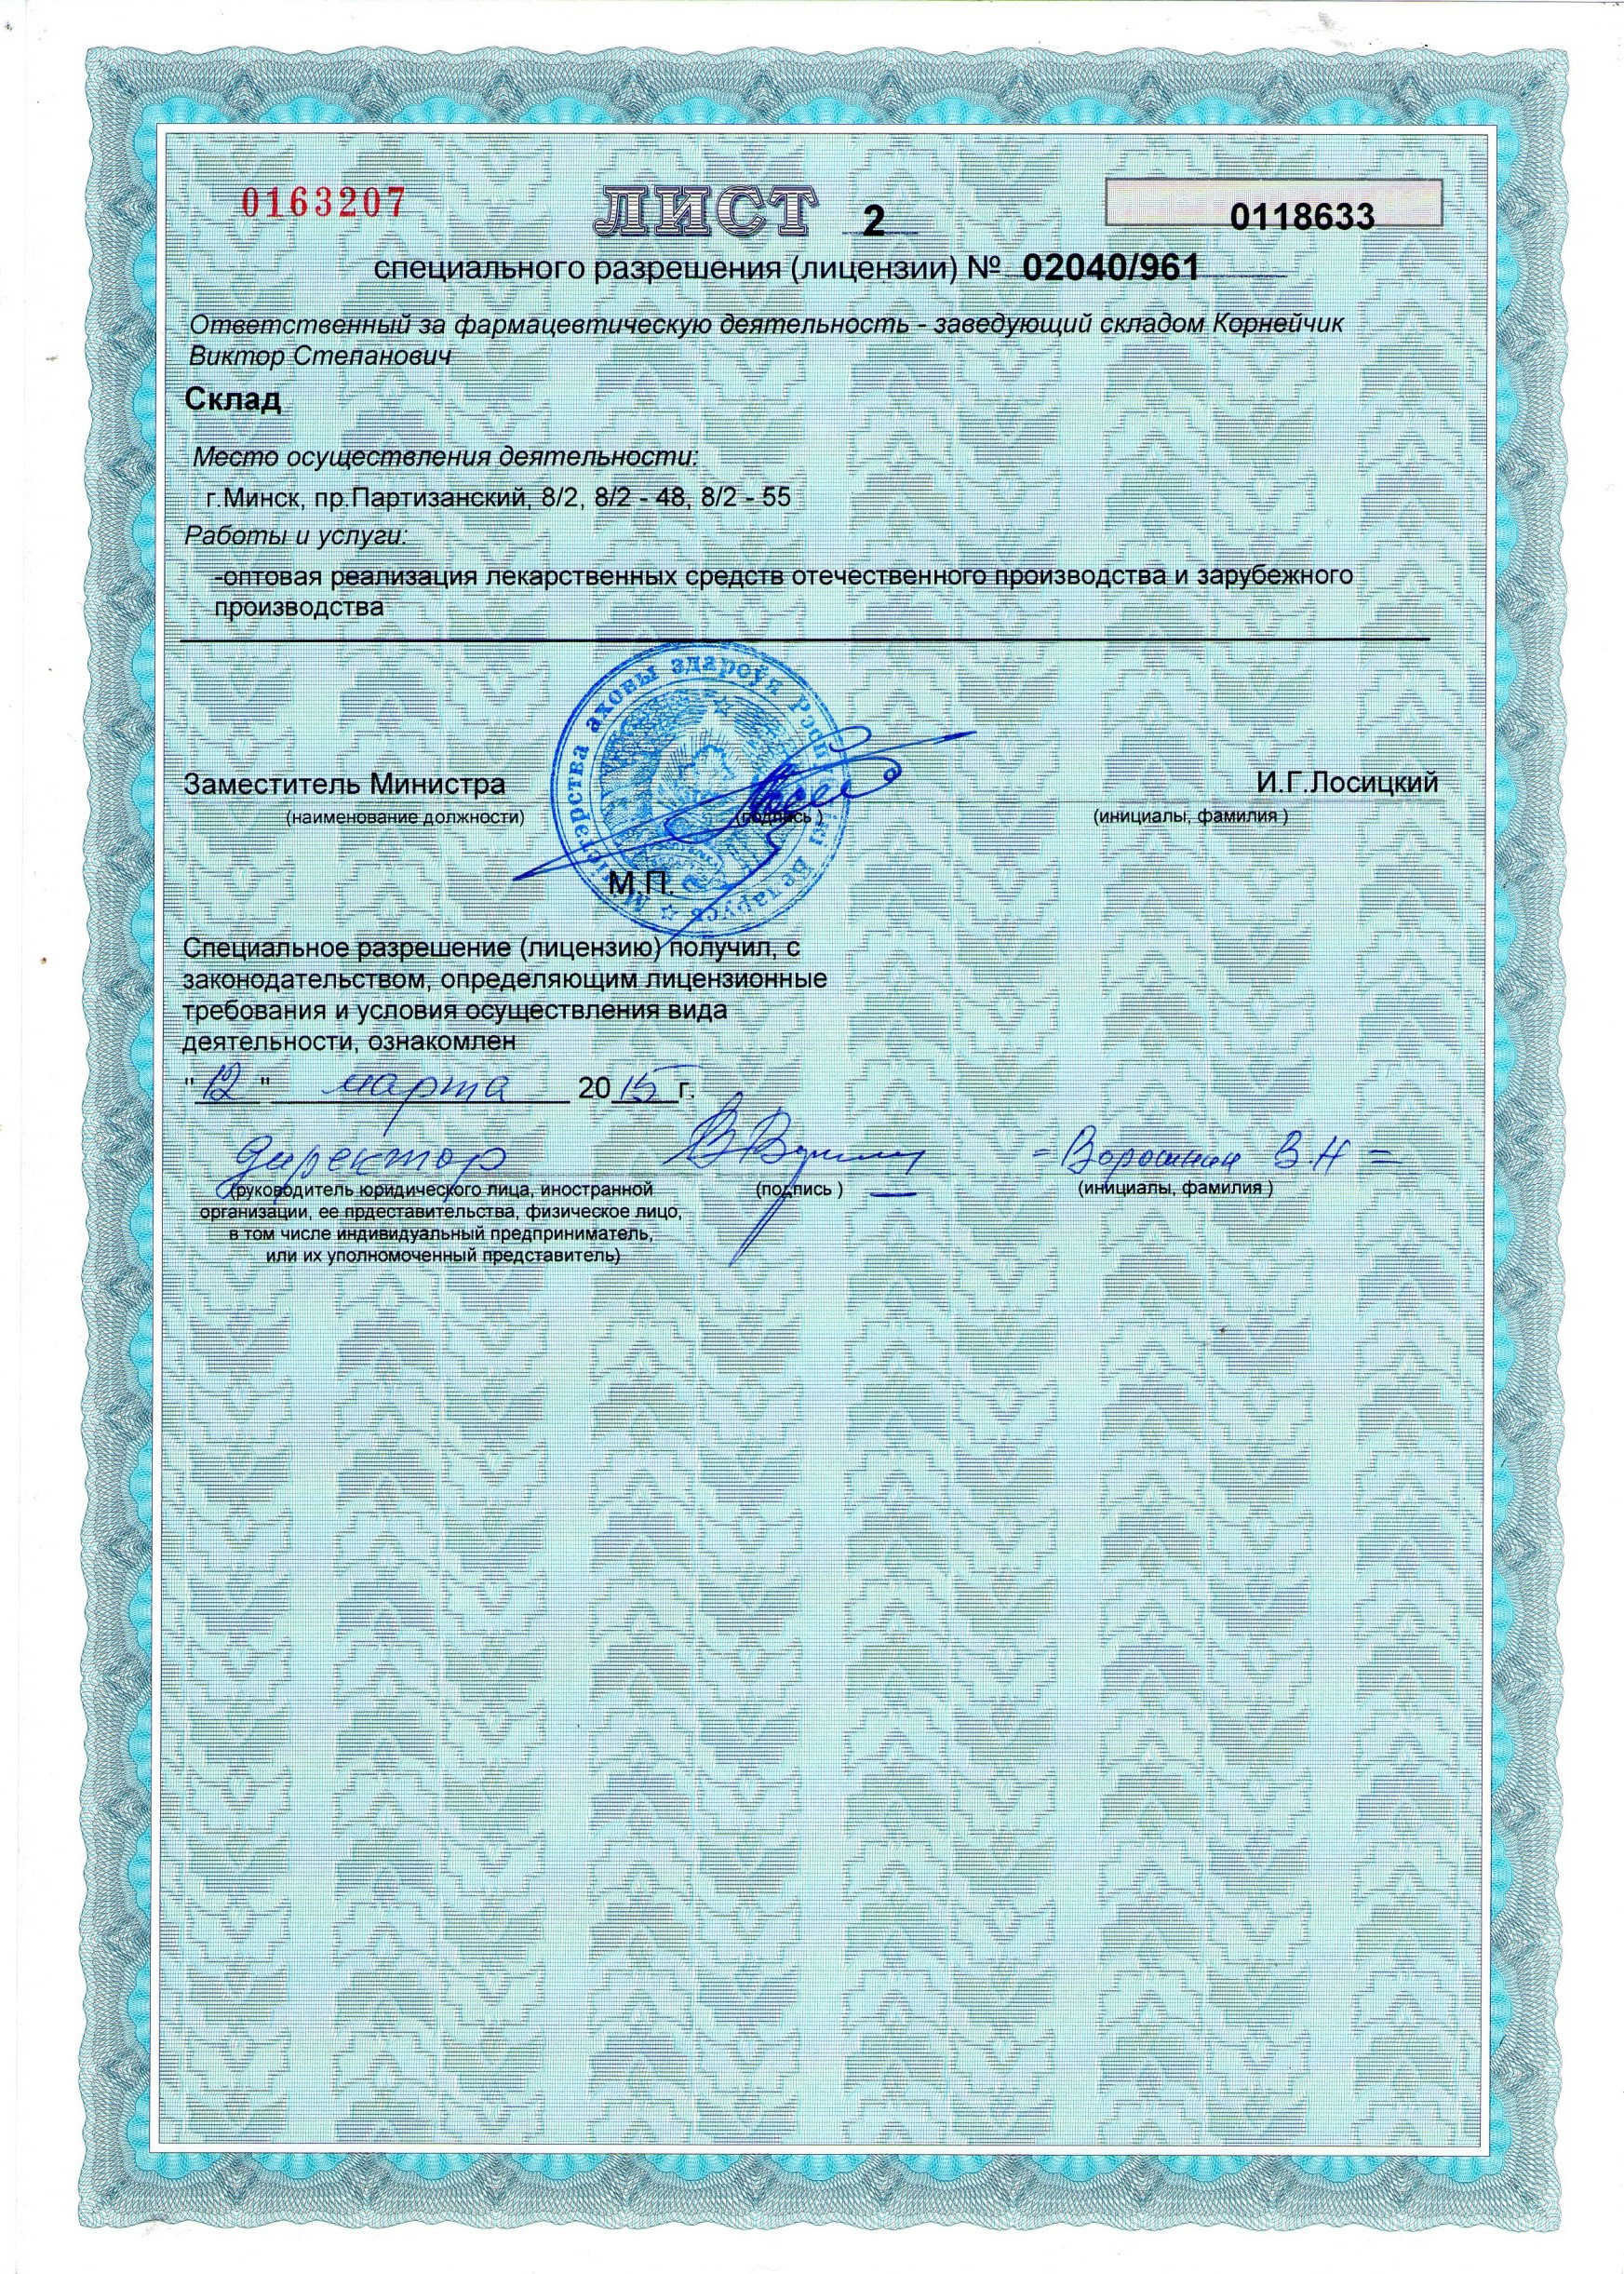 0163207
ЛИСТ 2
0118633
специального разрешения (лицензии) № 02040/961
Ответственный за фармацевтическую деятельность - заведующий складом Корнейчик
Виктор Степанович
Склад
Место осуществления деятельности:
г.Минск, пр.Партизанский, 8/2, 8/2 - 48, 8/2 - 55
Работы и услуги:
-оптовая реализация лекарственных средств отечественного производства и зарубежного
производства
Міністэрства аховы здароўя Рэспублікі Беларусь
Заместитель Министра
И.Г.Лосицкий
(наименование должности)
(подпись )
(инициалы, фамилия )
М.П.
Специальное разрешение (лицензию) получил, с
законодательством, определяющим лицензионные
требования и условия осуществления вида
деятельности, ознакомлен
"12" марта 2015 г.
директор
В.Н
(руководитель юридического лица, иностранной
(подпись )
(инициалы, фамилия )
организации, ее прдеставительства, физическое лицо,
в том числе индивидуальный предприниматель,
или их уполномоченный представитель)